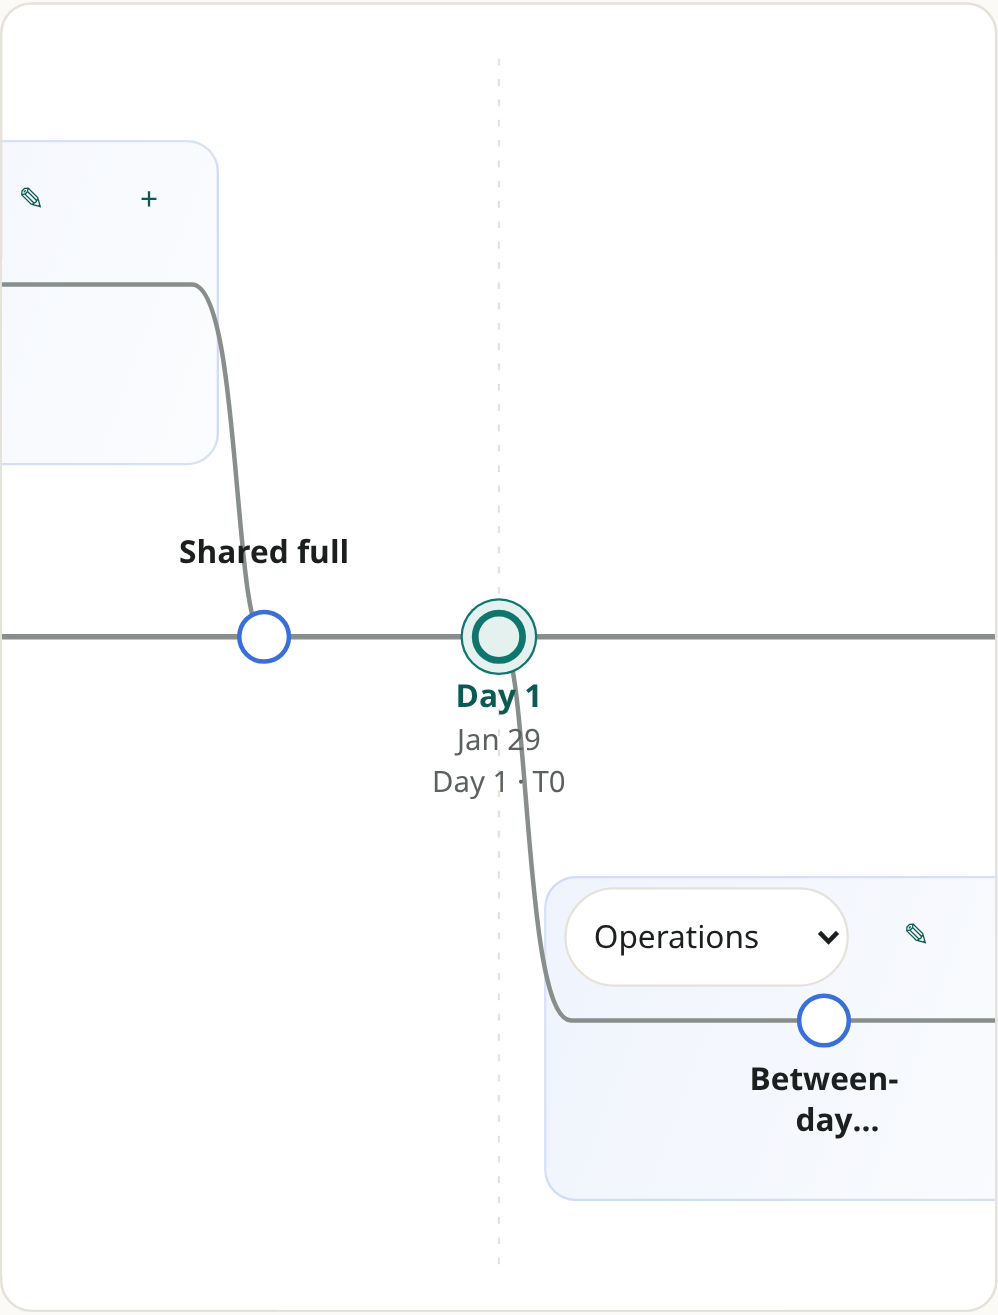 ✎ +
Shared full
Day 1
Jan 29
Day 1 · T0
Operations ✎
Between-
day...